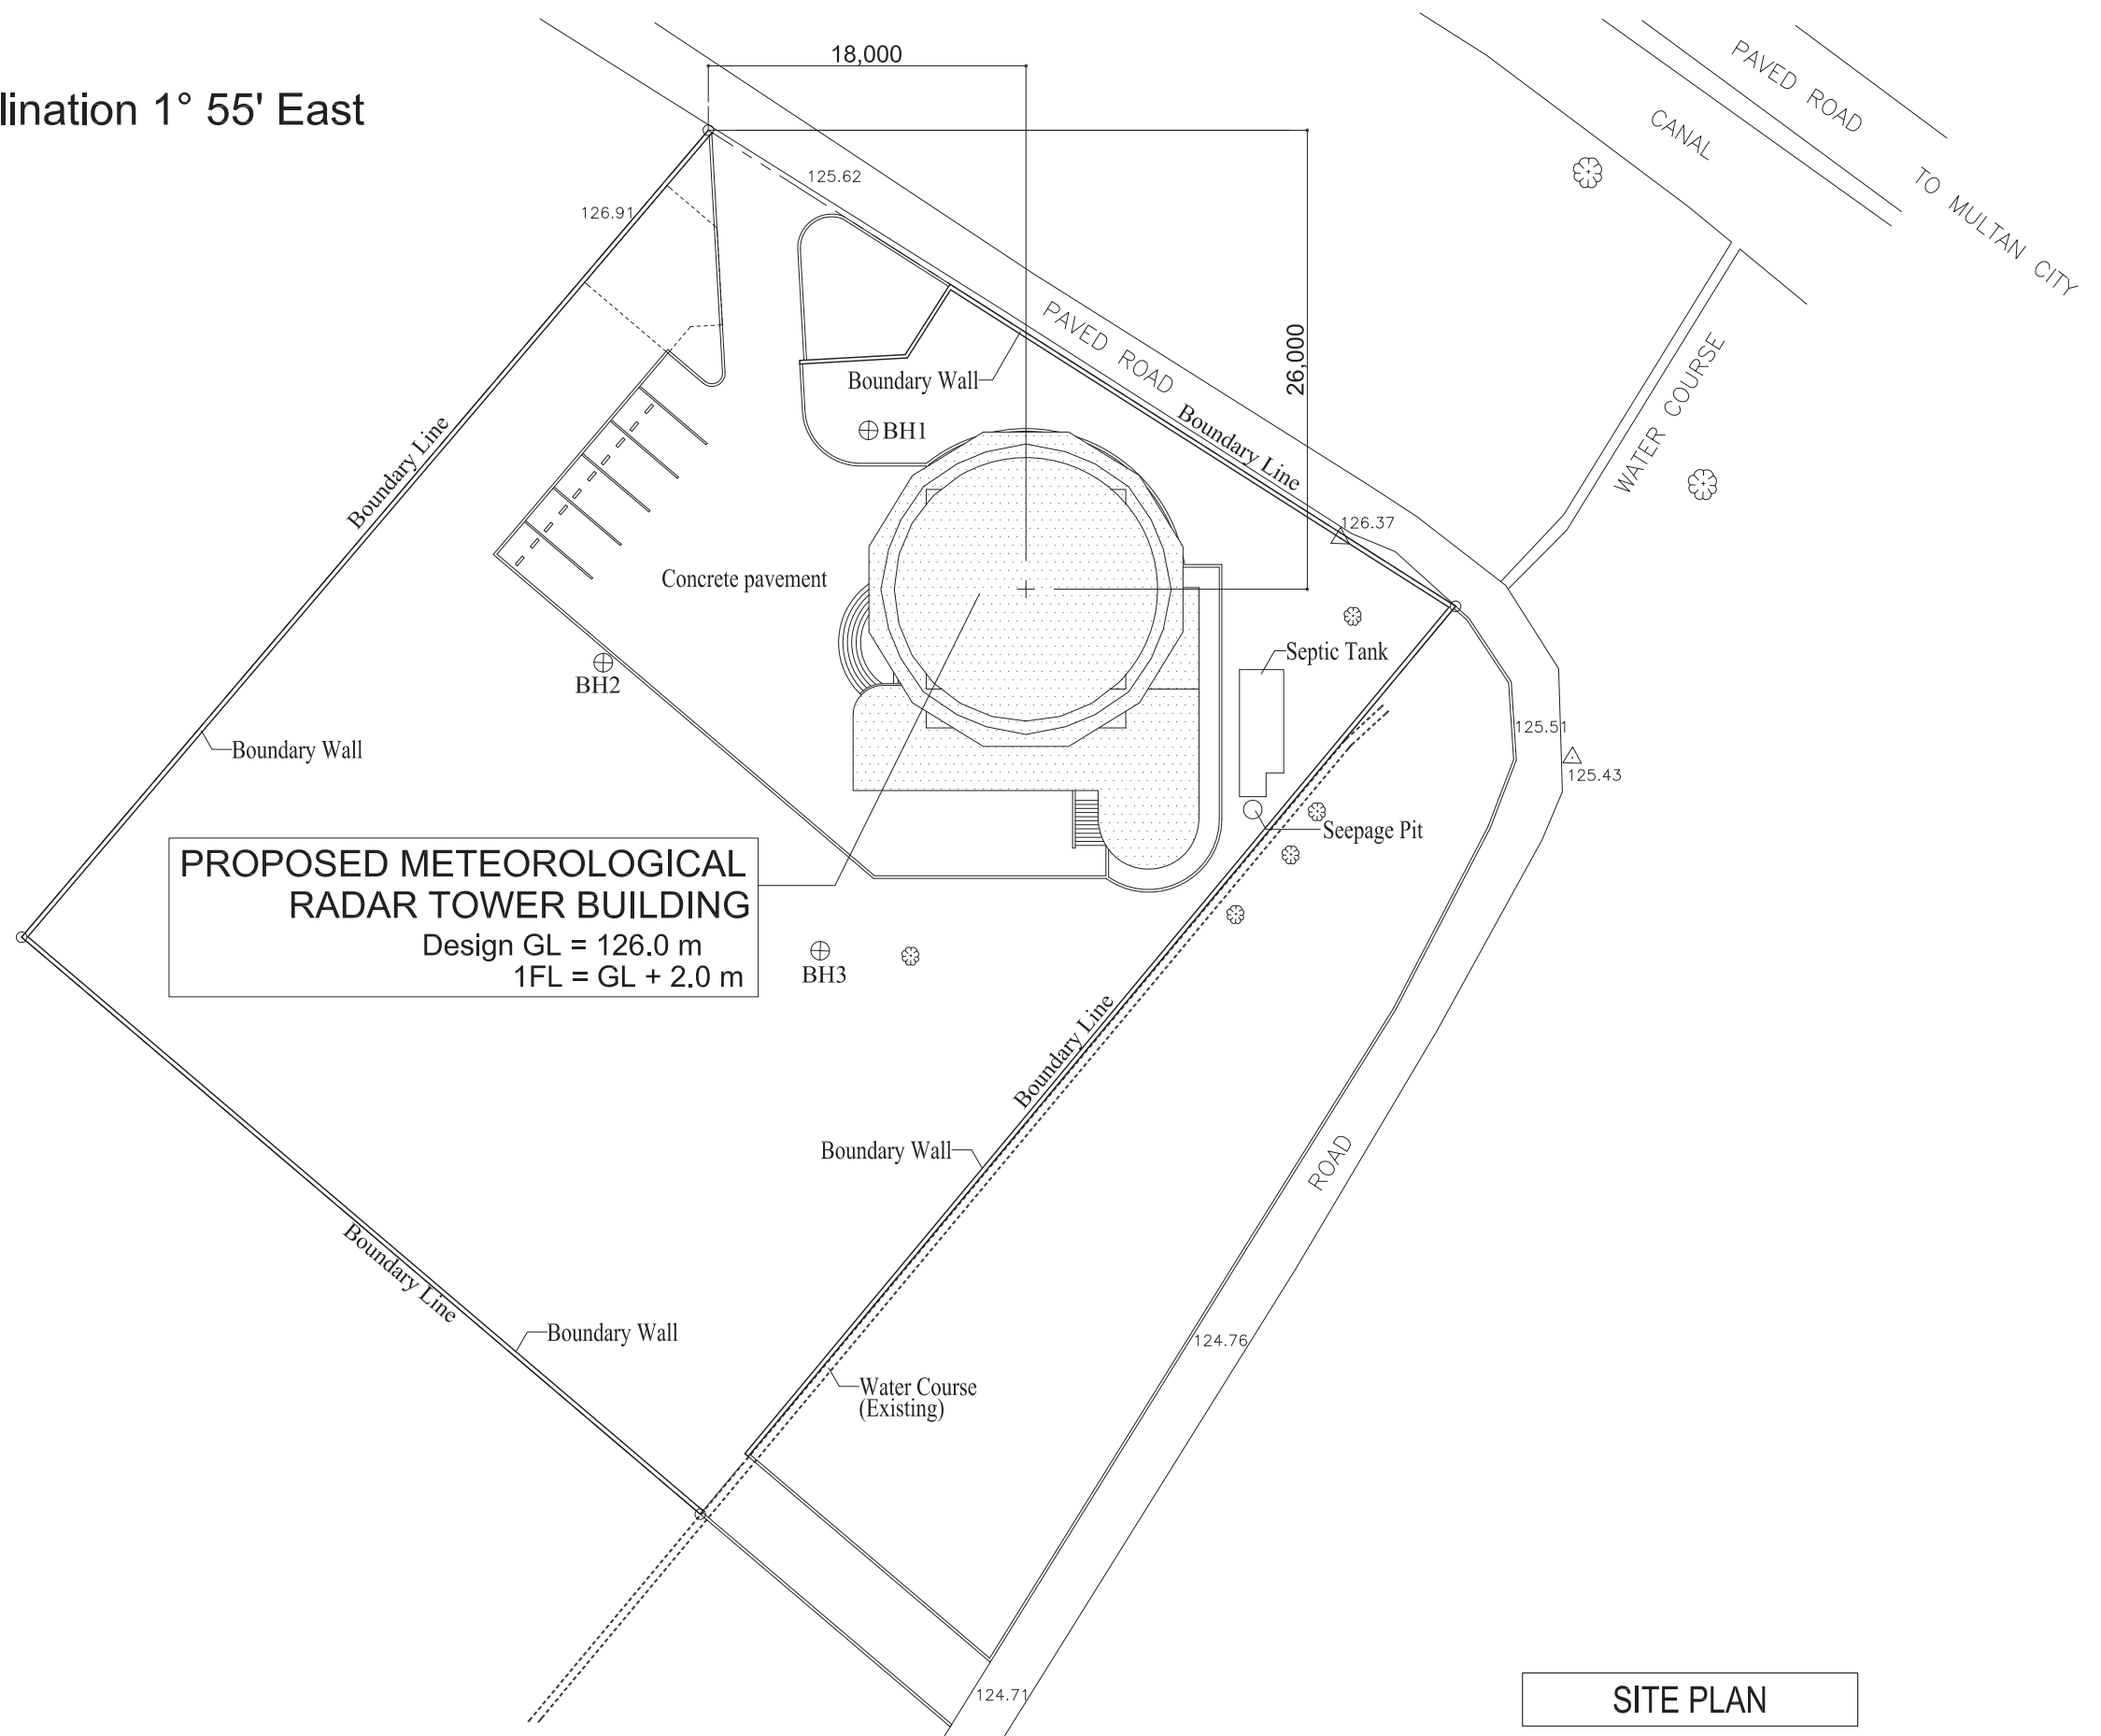 18,000
lination 1° 55' East
PAVED ROAD
CANAL
TO MULTAN CITY
125.62
126.91
26,000
PAVED ROAD
WATER COURSE
Boundary Wall
BH1
Boundary Line
Boundary Line
126.37
Concrete pavement
Septic Tank
BH2
125.51
Boundary Wall
125.43
Seepage Pit
PROPOSED METEOROLOGICAL
RADAR TOWER BUILDING
Design GL = 126.0 m
1FL = GL + 2.0 m
BH3
Boundary Line
Boundary Wall
ROAD
Boundary Line
Boundary Wall
124.76
Water Course
(Existing)
124.71
SITE PLAN